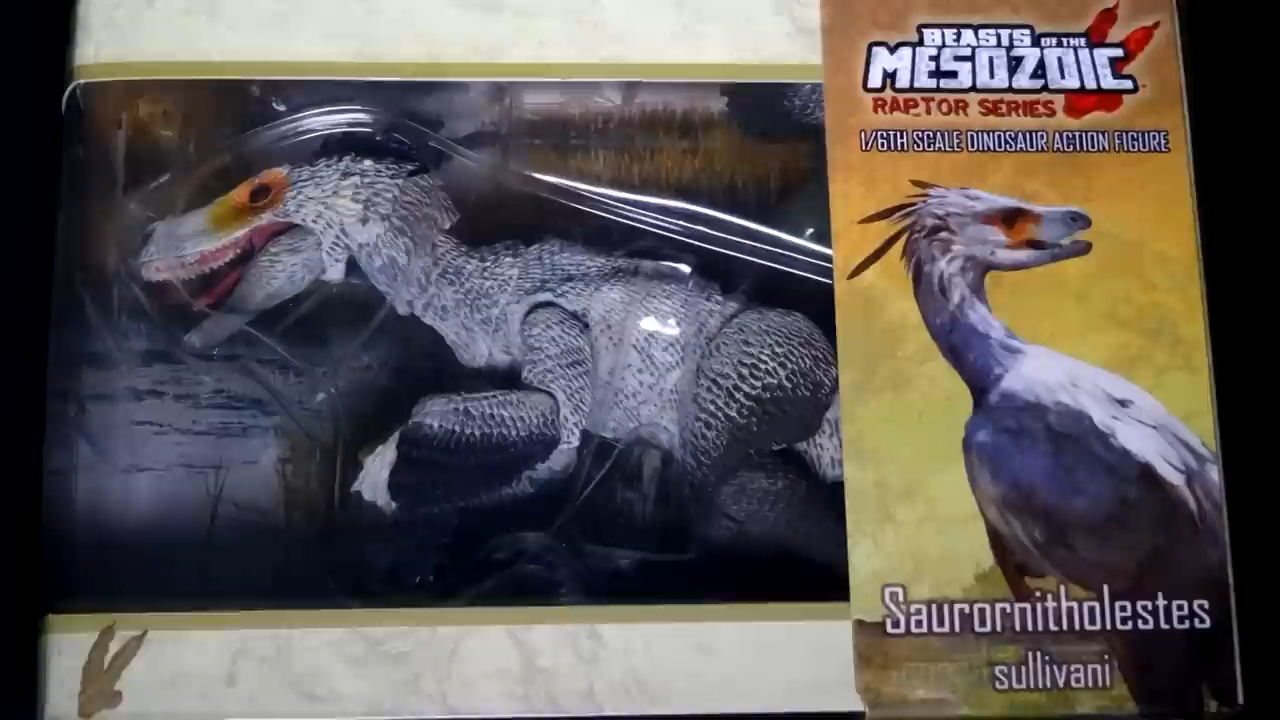 BEASTS OF THE
MESOZOIC
RAPTOR SERIES
1/6TH SCALE DINOSAUR ACTION FIGURE
Saurornitholestes
sullivani